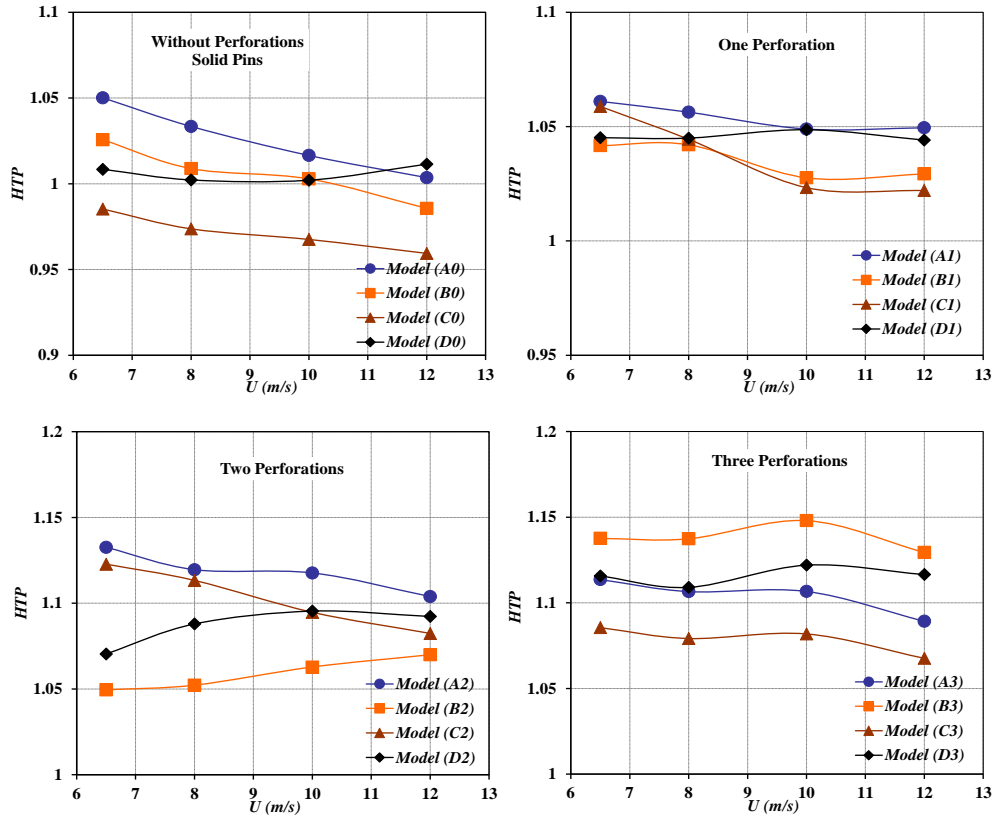 1.1
1.05
1
0.95
0.9
HTP
Without Perforations
Solid Pins
Model (A0)
Model (B0)
Model (C0)
Model (D0)
6 7 8 9 10 11 12 13
U (m/s)
1.1
1.05
1
0.95
HTP
One Perforation
Model (A1)
Model (B1)
Model (C1)
Model (D1)
6 7 8 9 10 11 12 13
U (m/s)
1.2
1.15
1.1
1.05
1
HTP
Two Perforations
Model (A2)
Model (B2)
Model (C2)
Model (D2)
6 7 8 9 10 11 12 13
U (m/s)
1.2
1.15
1.1
1.05
1
HTP
Three Perforations
Model (A3)
Model (B3)
Model (C3)
Model (D3)
6 7 8 9 10 11 12 13
U (m/s)